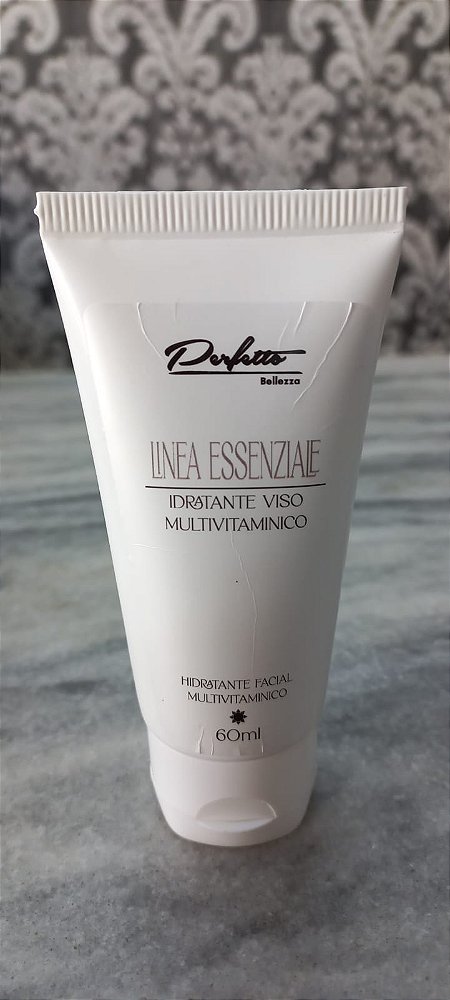 Perfetto
Bellezza
LINEA ESSENZIALE
IDRATANTE VISO
MULTIVITAMINICO
HIDRATANTE FACIAL
MULTIVITAMINICO
60ml